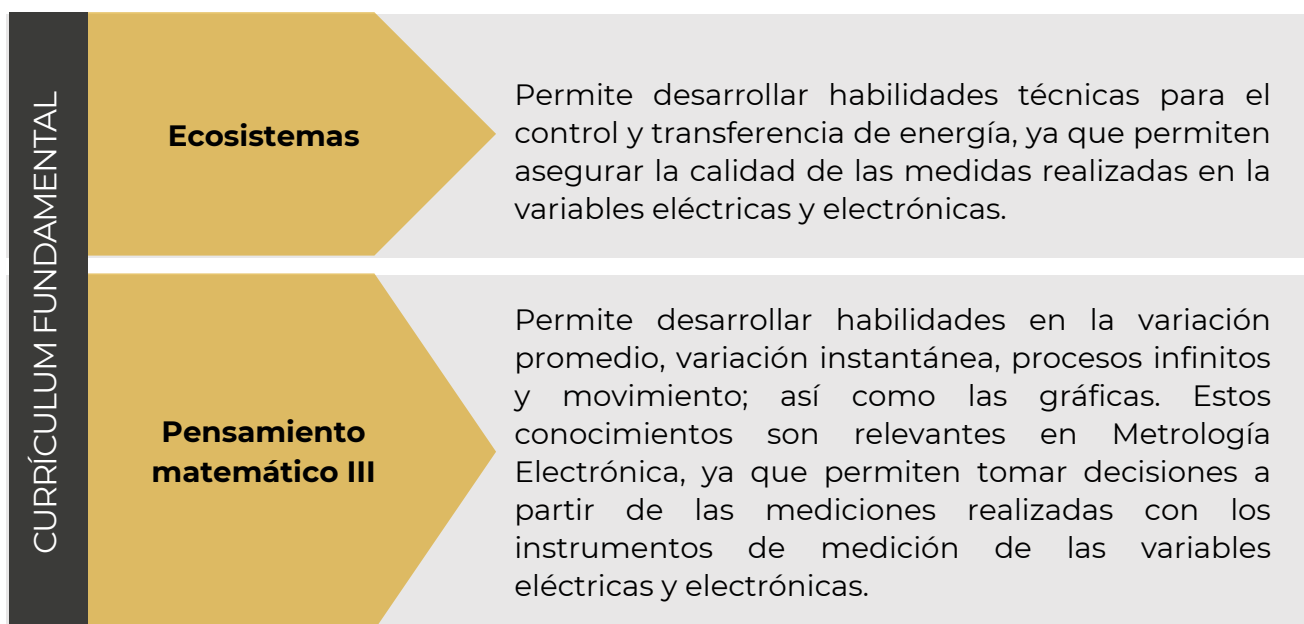 CURRÍCULUM FUNDAMENTAL
Ecosistemas
Permite desarrollar habilidades técnicas para el
control y transferencia de energía, ya que permiten
asegurar la calidad de las medidas realizadas en la
variables eléctricas y electrónicas.
Pensamiento
matemático III
Permite desarrollar habilidades en la variación
promedio, variación instantánea, procesos infinitos
y movimiento; así como las gráficas. Estos
conocimientos son relevantes en Metrología
Electrónica, ya que permiten tomar decisiones a
partir de las mediciones realizadas con los
instrumentos de medición de las variables
eléctricas y electrónicas.